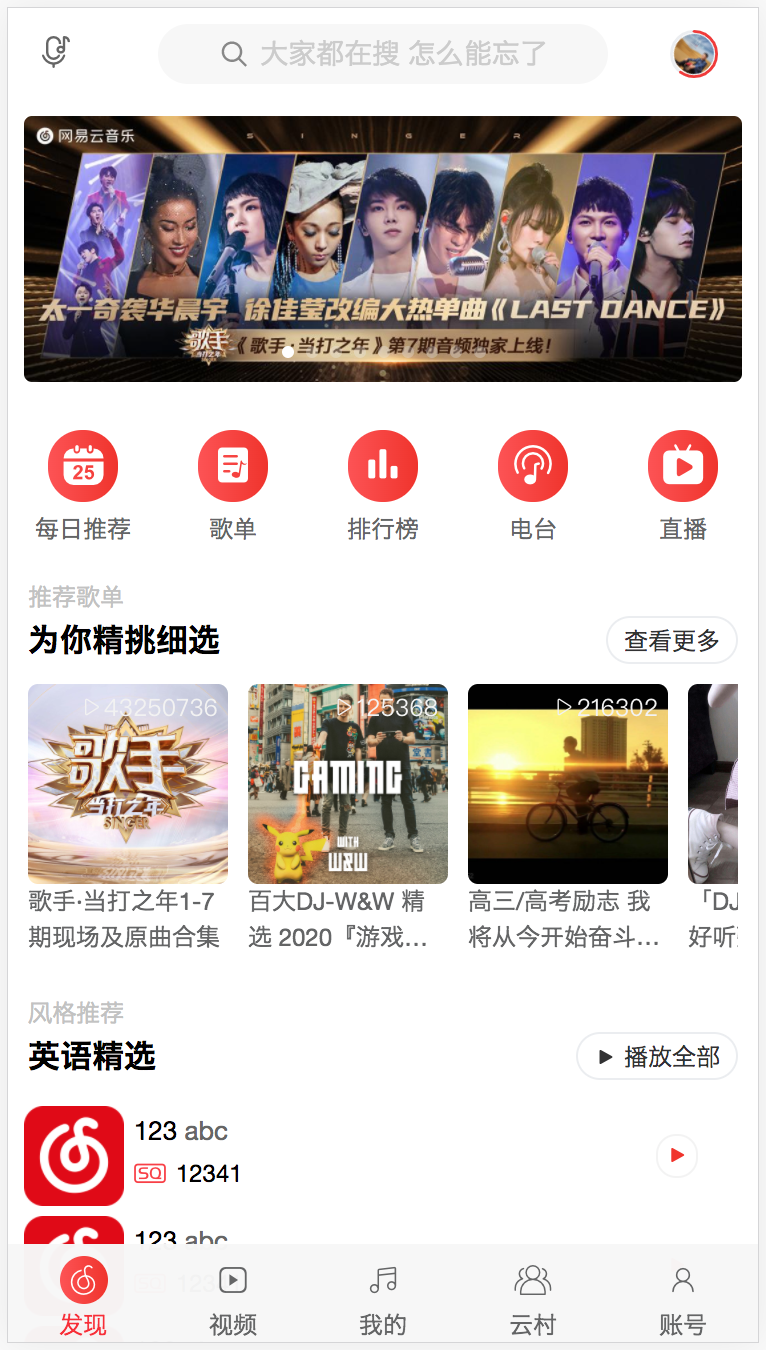 大家都在搜 怎么能忘了
网易云音乐
SINGER
太一奇袭华晨宇 徐佳莹改编大热单曲《LAST DANCE》
歌手
当打之年
《歌手·当打之年》第7期音频独家上线！
25
每日推荐
歌单
排行榜
电台
直播
推荐歌单
为你精挑细选
查看更多
43250736
歌手
当打之年
SINGER
歌手·当打之年1-7
期现场及原曲合集
125368
GAMING
WITH
W&W
百大DJ-W&W 精
选 2020『游戏…
216302
高三/高考励志 我
将从今开始奋斗…
「DJ
好听
风格推荐
英语精选
播放全部
123 abc
SQ 12341
123 abc
SQ 123
发现
视频
我的
云村
账号